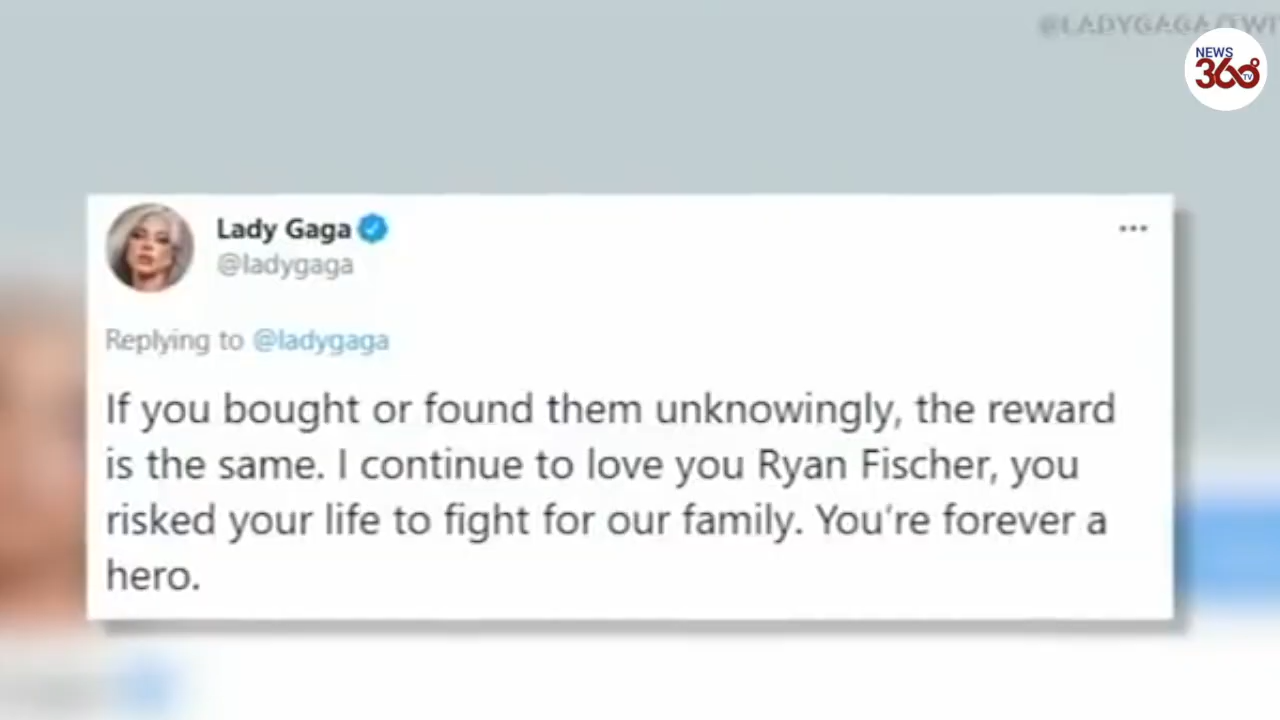 @LADYGAGA/TWI
NEWS
360°
TV
Lady Gaga
@ladygaga
Replying to @ladygaga
If you bought or found them unknowingly, the reward
is the same. I continue to love you Ryan Fischer, you
risked your life to fight for our family. You're forever a
hero.